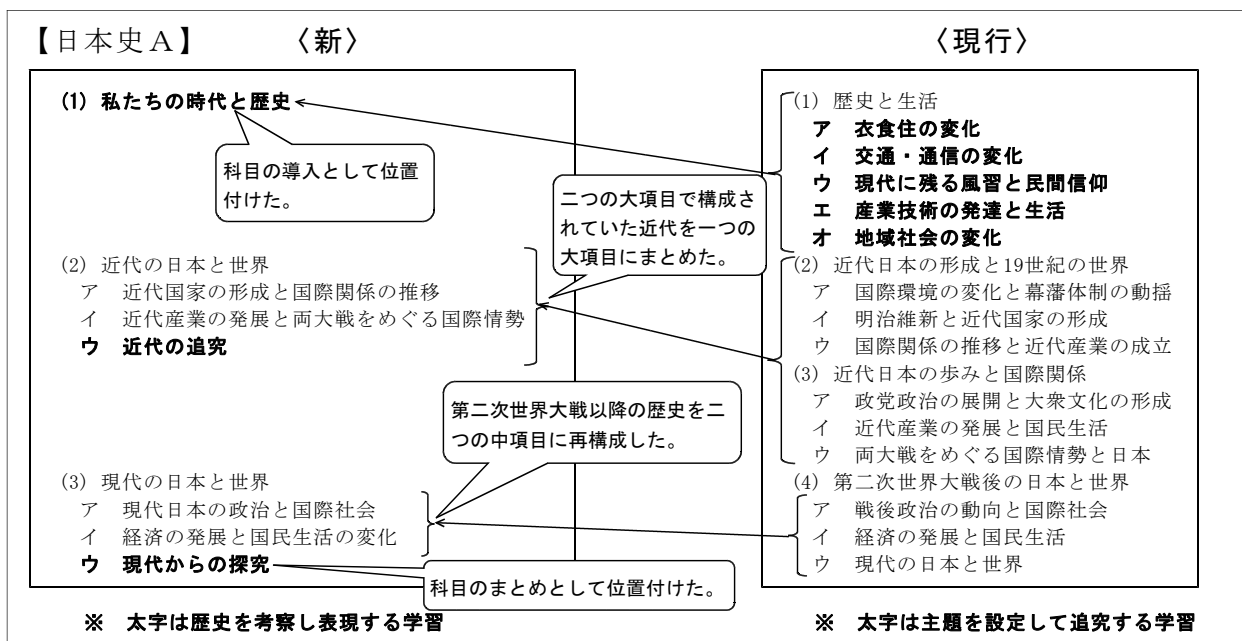 【日本史A】 〈新〉
(1) 私たちの時代と歴史
科目の導入として位置
付けた。
二つの大項目で構成さ
れていた近代を一つの
大項目にまとめた。
(2) 近代の日本と世界
ア 近代国家の形成と国際関係の推移
イ 近代産業の発展と両大戦をめぐる国際情勢
ウ 近代の追究
第二次世界大戦以降の歴史を二
つの中項目に再構成した。
(3) 現代の日本と世界
ア 現代日本の政治と国際社会
イ 経済の発展と国民生活の変化
ウ 現代からの探究
科目のまとめとして位置付けた。
※ 太字は歴史を考察し表現する学習
〈現行〉
(1) 歴史と生活
ア 衣食住の変化
イ 交通・通信の変化
ウ 現代に残る風習と民間信仰
エ 産業技術の発達と生活
オ 地域社会の変化
(2) 近代日本の形成と19世紀の世界
ア 国際環境の変化と幕藩体制の動揺
イ 明治維新と近代国家の形成
ウ 国際関係の推移と近代産業の成立
(3) 近代日本の歩みと国際関係
ア 政党政治の展開と大衆文化の形成
イ 近代産業の発展と国民生活
ウ 両大戦をめぐる国際情勢と日本
(4) 第二次世界大戦後の日本と世界
ア 戦後政治の動向と国際社会
イ 経済の発展と国民生活
ウ 現代の日本と世界
※ 太字は主題を設定して追究する学習